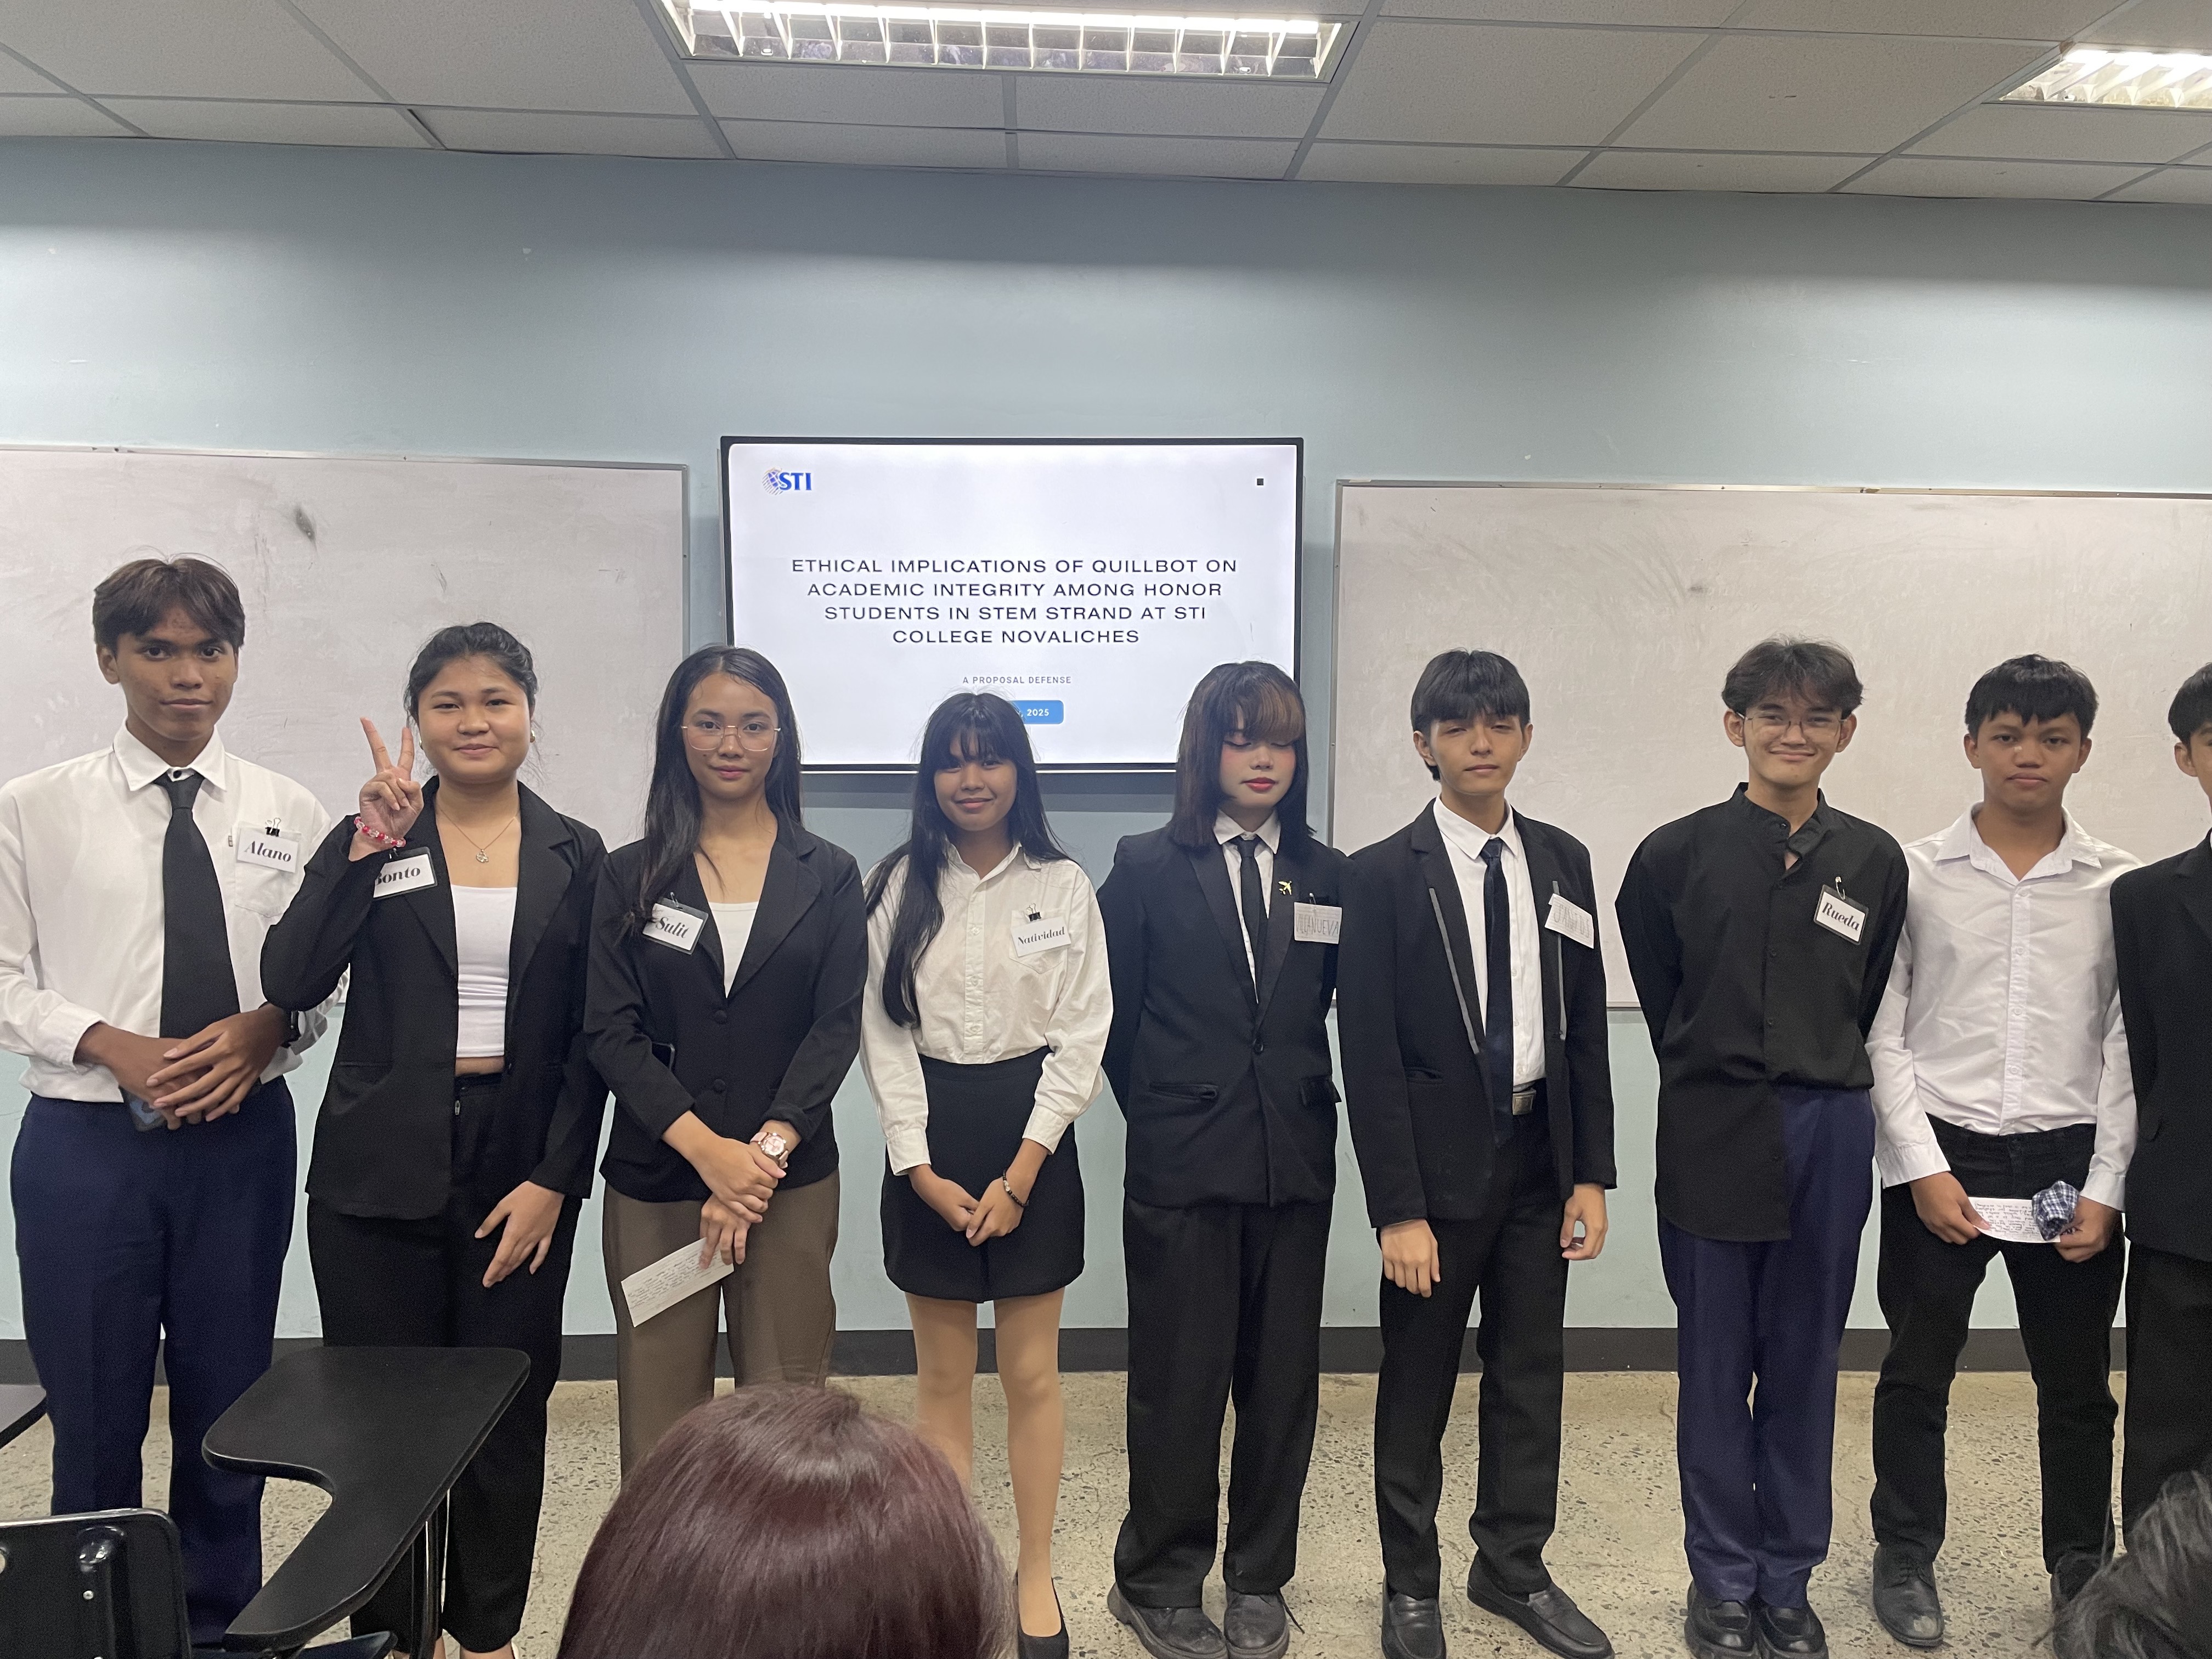 STI
ETHICAL IMPLICATIONS OF QUILLBOT ON
ACADEMIC INTEGRITY AMONG HONOR
STUDENTS IN STEM STRAND AT STI
COLLEGE NOVALICHES
A PROPOSAL DEFENSE
, 2025
Alano
Sonto
Sulit
Natividad
Rueda